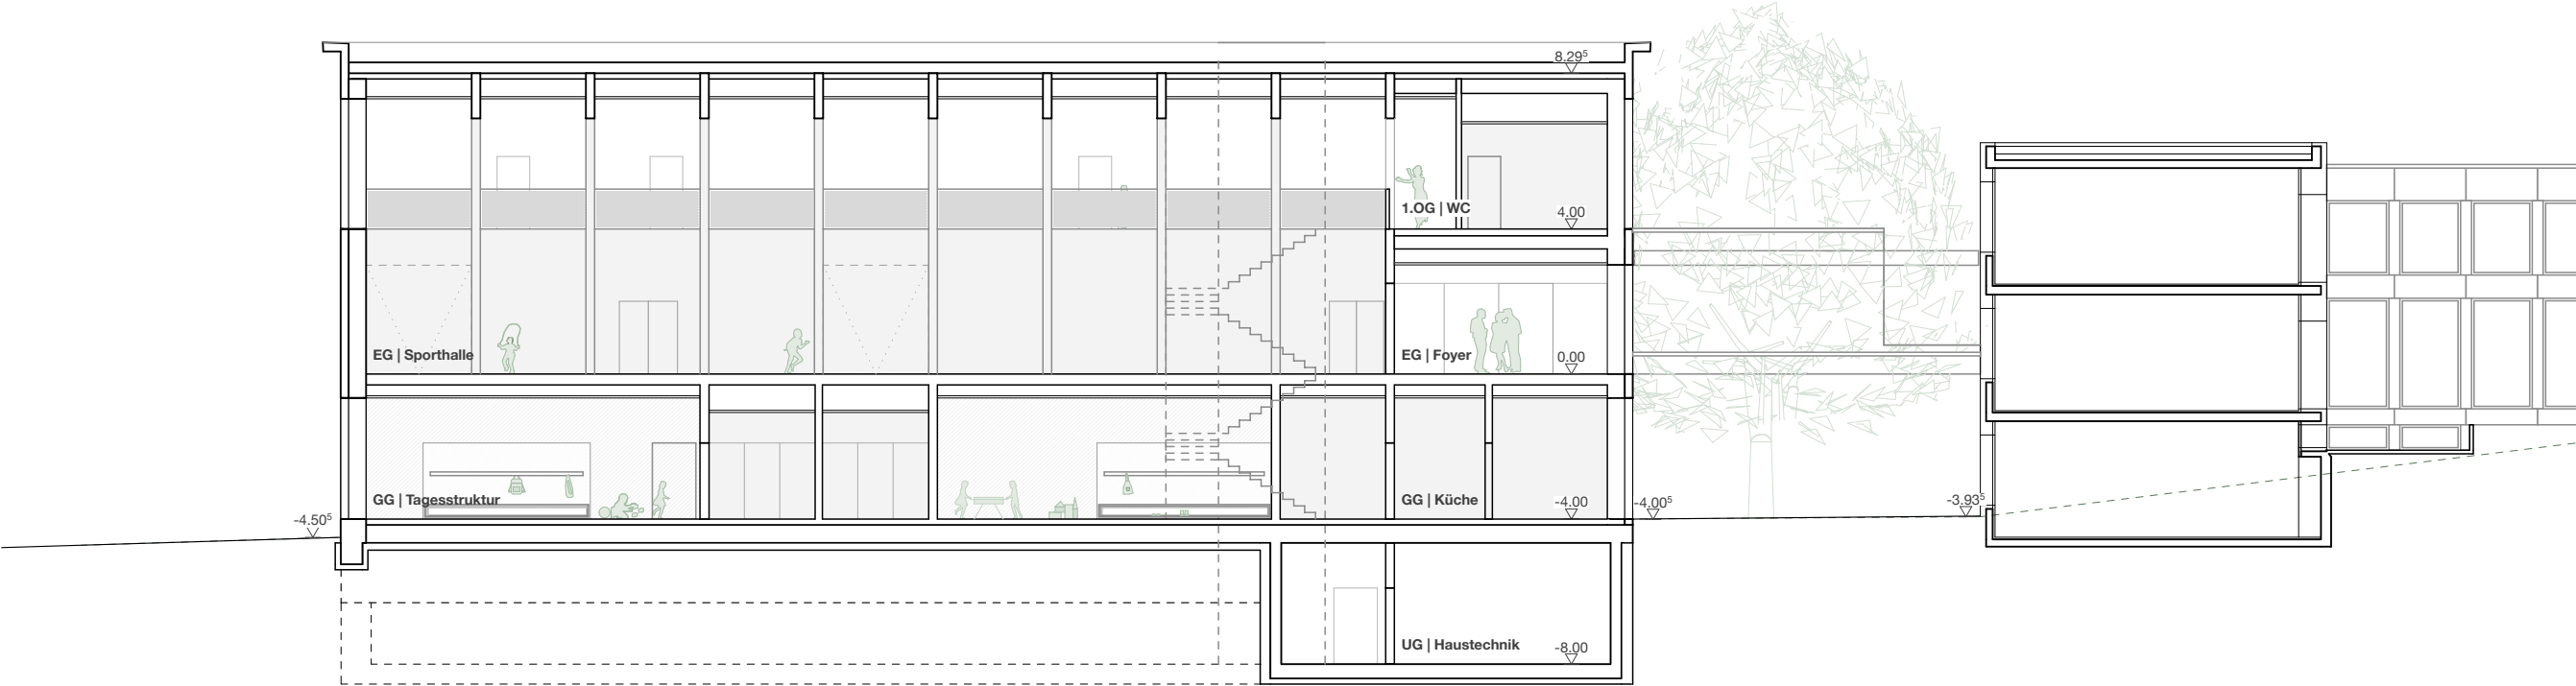 8.29⁵
1.OG | WC
4.00
EG | Sporthalle
EG | Foyer
0.00
GG | Tagesstruktur
GG | Küche
-4.00
-4.00⁵
-3.93⁵
-4.50⁵
UG | Haustechnik
-8.00